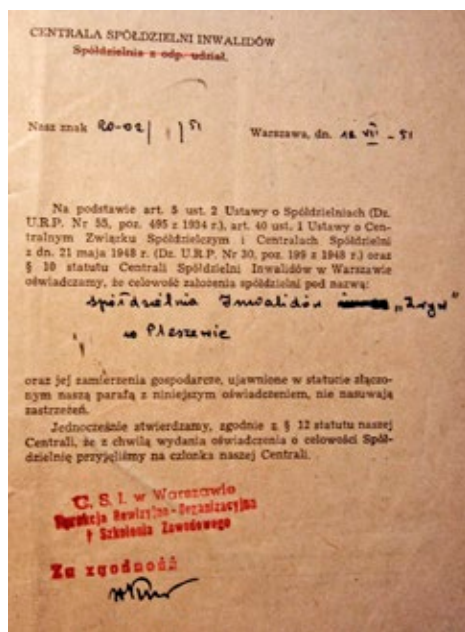 CENTRALA SPÓŁDZIELNI INWALIDÓW
Spółdzielnia z odp. udział.
Nasz znak 20-02/ /51 Warszawa, dn. 12 VII - 51
Na podstawie art. 5 ust. 2 Ustawy o Spółdzielniach (Dz.
U.R.P. Nr 55, poz. 495 z 1934 r.), art. 40 ust. 1 Ustawy o Cen-
tralnym Związku Spółdzielczym i Centralach Spółdzielni
z dn. 21 maja 1948 r. (Dz. U.R.P. Nr 30, poz. 199 z 1948 r.) oraz
§ 10 statutu Centrali Spółdzielni Inwalidów w Warszawie
oświadczamy, że celowość założenia spółdzielni pod nazwą:
spółdzielnia Inwalidów „Zryw"
w Pleszewie
oraz jej zamierzenia gospodarcze, ujawnione w statucie złączo-
nym naszą parafą z niniejszym oświadczeniem, nie nasuwają
zastrzeżeń.
Jednocześnie stwierdzamy, zgodnie z § 12 statutu naszej
Centrali, że z chwilą wydania oświadczenia o celowości Spół-
dzielnię przyjęliśmy na członka naszej Centrali.
C. S. I. w Warszawie
Dyrekcja Rewizyjno-Organizacyjna
i Szkolenia Zawodowego
Za zgodność